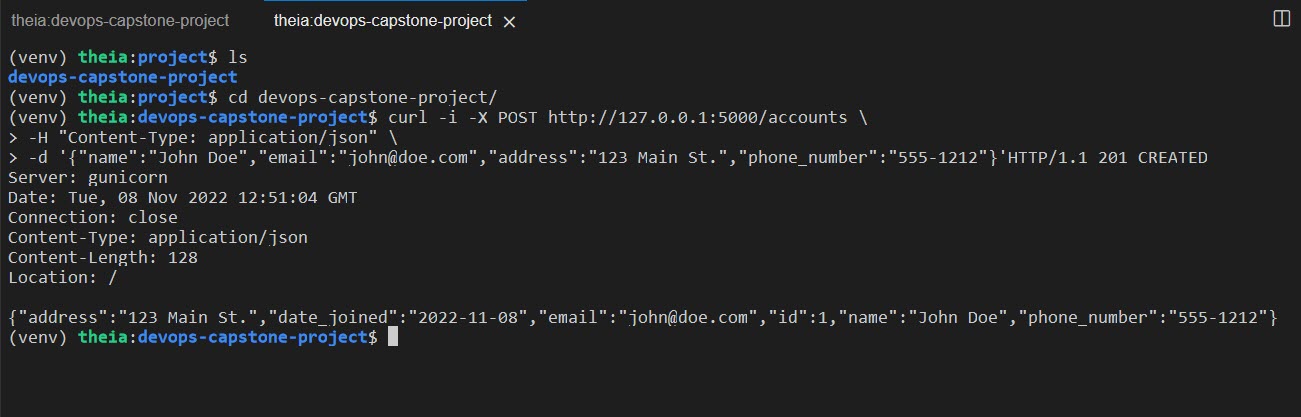 theia:devops-capstone-project theia:devops-capstone-project ×
(venv) theia:project$ ls
devops-capstone-project
(venv) theia:project$ cd devops-capstone-project/
(venv) theia:devops-capstone-project$ curl -i -X POST http://127.0.0.1:5000/accounts \
> -H "Content-Type: application/json" \
> -d '{"name":"John Doe","email":"john@doe.com","address":"123 Main St.","phone_number":"555-1212"}'HTTP/1.1 201 CREATED
Server: gunicorn
Date: Tue, 08 Nov 2022 12:51:04 GMT
Connection: close
Content-Type: application/json
Content-Length: 128
Location: /
{"address":"123 Main St.","date_joined":"2022-11-08","email":"john@doe.com","id":1,"name":"John Doe","phone_number":"555-1212"}
(venv) theia:devops-capstone-project$